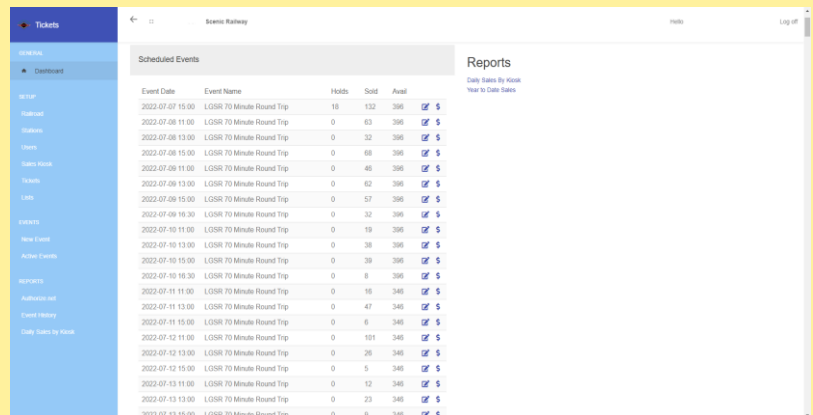 Tickets
Scenic Railway
Hello
Log off
GENERAL
Dashboard
SETUP
Railroad
Stations
Users
Sales Kiosk
Tickets
Lists
EVENTS
New Event
Active Events
REPORTS
Authorize.net
Event History
Daily Sales by Kiosk
Scheduled Events
Event Date Event Name Holds Sold Avail
2022-07-07 15:00 LGSR 70 Minute Round Trip 18 132 396 $
2022-07-08 11:00 LGSR 70 Minute Round Trip 0 63 396 $
2022-07-08 13:00 LGSR 70 Minute Round Trip 0 32 396 $
2022-07-08 15:00 LGSR 70 Minute Round Trip 0 68 396 $
2022-07-09 11:00 LGSR 70 Minute Round Trip 0 46 396 $
2022-07-09 13:00 LGSR 70 Minute Round Trip 0 62 396 $
2022-07-09 15:00 LGSR 70 Minute Round Trip 0 57 396 $
2022-07-09 16:30 LGSR 70 Minute Round Trip 0 32 396 $
2022-07-10 11:00 LGSR 70 Minute Round Trip 0 19 396 $
2022-07-10 13:00 LGSR 70 Minute Round Trip 0 38 396 $
2022-07-10 15:00 LGSR 70 Minute Round Trip 0 39 396 $
2022-07-10 16:30 LGSR 70 Minute Round Trip 0 8 396 $
2022-07-11 11:00 LGSR 70 Minute Round Trip 0 16 346 $
2022-07-11 13:00 LGSR 70 Minute Round Trip 0 47 346 $
2022-07-11 15:00 LGSR 70 Minute Round Trip 0 6 346 $
2022-07-12 11:00 LGSR 70 Minute Round Trip 0 101 346 $
2022-07-12 13:00 LGSR 70 Minute Round Trip 0 26 346 $
2022-07-12 15:00 LGSR 70 Minute Round Trip 0 5 346 $
2022-07-13 11:00 LGSR 70 Minute Round Trip 0 12 346 $
2022-07-13 13:00 LGSR 70 Minute Round Trip 0 23 346 $
2022-07-13 15:00 LGSR 70 Minute Round Trip 0 346 $
Reports
Daily Sales By Kiosk
Year to Date Sales